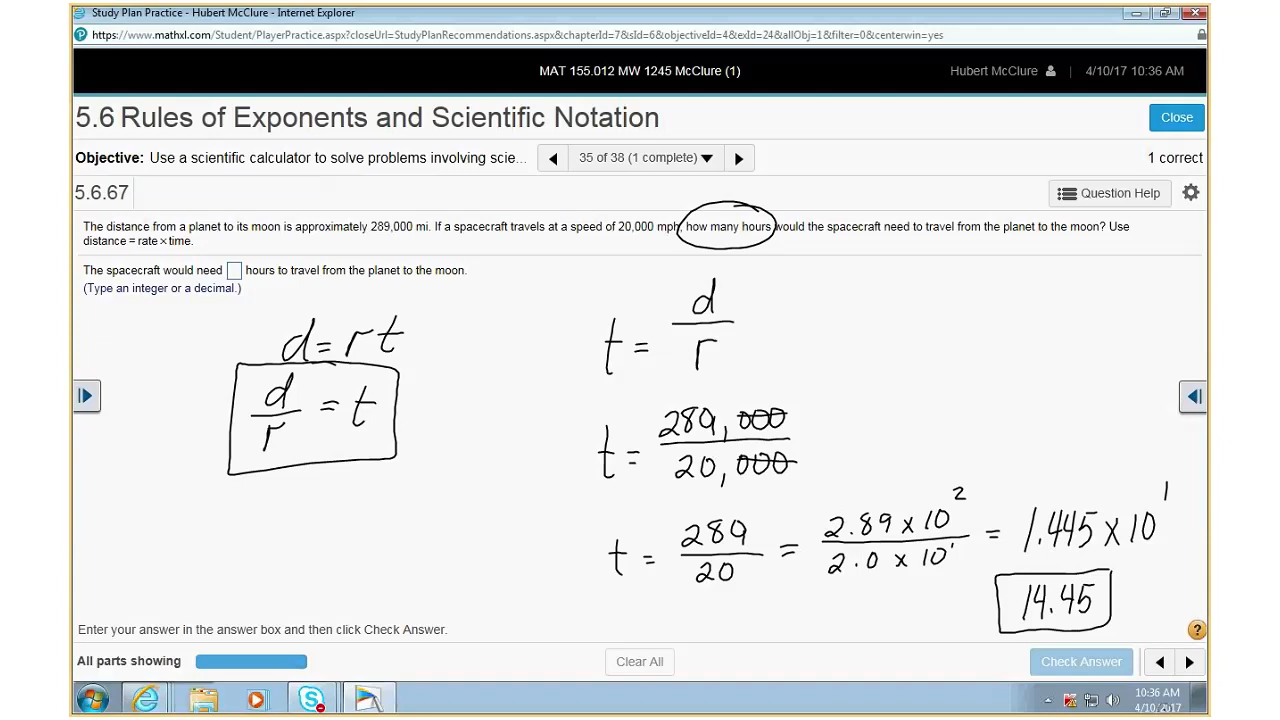 Study Plan Practice - Hubert McClure - Internet Explorer
https://www.mathxl.com/Student/PlayerPractice.aspx?closeUrl=StudyPlanRecommendations.aspx&chapterId=7&sId=6&objectiveId=4&exId=24&allObj=1&filter=0&centerwin=yes
MAT 155.012 MW 1245 McClure (1)
Hubert McClure | 4/10/17 10:36 AM
5.6 Rules of Exponents and Scientific Notation
Close
Objective: Use a scientific calculator to solve problems involving scie...
35 of 38 (1 complete)
1 correct
5.6.67
Question Help
The distance from a planet to its moon is approximately 289,000 mi. If a spacecraft travels at a speed of 20,000 mph, how many hours would the spacecraft need to travel from the planet to the moon? Use
distance = rate × time.
The spacecraft would need hours to travel from the planet to the moon.
(Type an integer or a decimal.)
d = rt
d/r = t
t = d/r
t = 289,000/20,000
t = 289/20 = 2.89 x 10^2/2.0 x 10^1 = 1.445 x 10^1
14.45
Enter your answer in the answer box and then click Check Answer.
?
All parts showing
Clear All
Check Answer
10:36 AM
4/10/2017